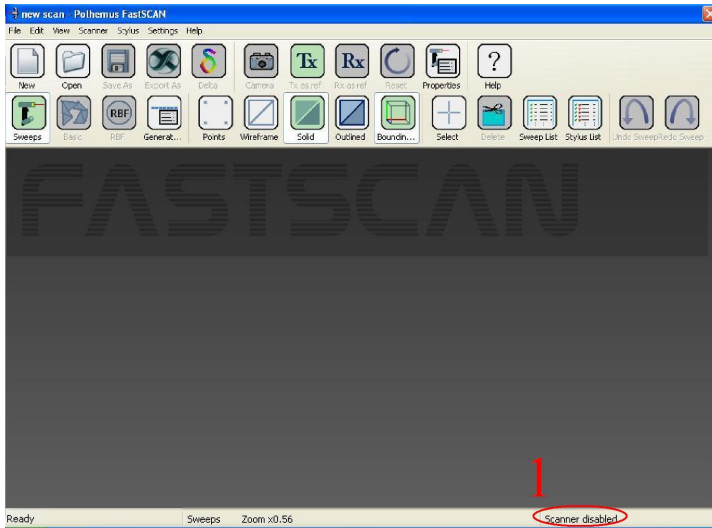 new scan - Polhemus FastSCAN
File Edit View Scanner Stylus Settings Help
Tx Rx ?
New Open Save As Export As Delta Camera Tx as ref Rx as ref Reset Properties Help
RBF
Sweeps Basic RBF Generat... Points Wireframe Solid Outlined Boundin... Select Delete Sweep List Stylus List Undo Sweep Redo Sweep
FASTSCAN
1
Ready Sweeps Zoom x0.56 Scanner disabled